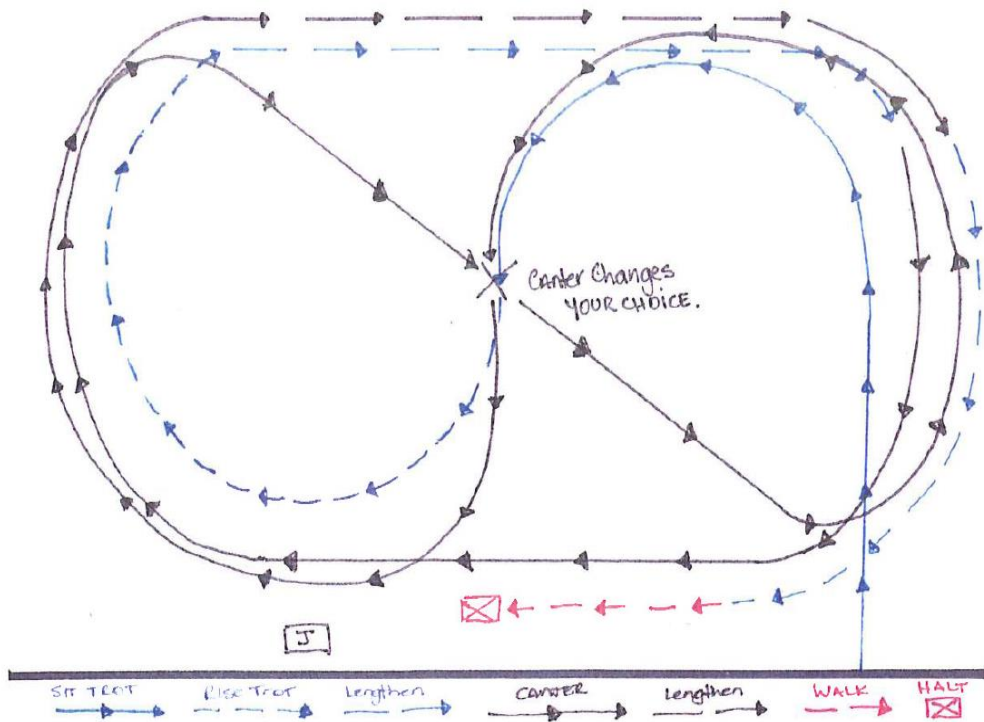 Canter Changes
YOUR CHOICE.
J
SIT TROT RISE TROT Lengthen CANTER Lengthen WALK HALT